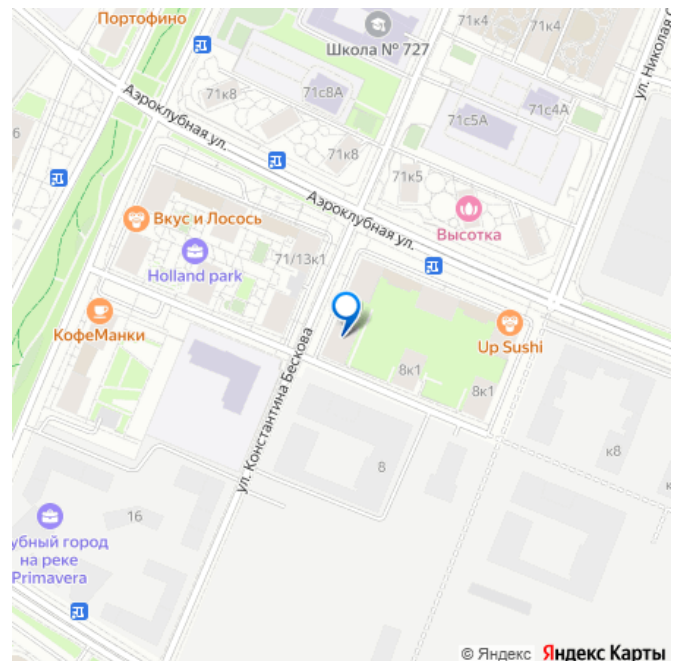 Портофино
71к4
71к4
Школа № 727
ул. Николая С
71к8
71с8А
71с4А
71с5А
Аэроклубная ул.
71к8
71к5
6
Аэроклубная ул.
Высотка
Вкус и Лосось
71/13к1
Holland park
КофеМанки
Up Sushi
8к1
8к1
ул. Константина Бескова
8
к8
к
16
убный город
на реке
Primavera
© Яндекс Яндекс Карты